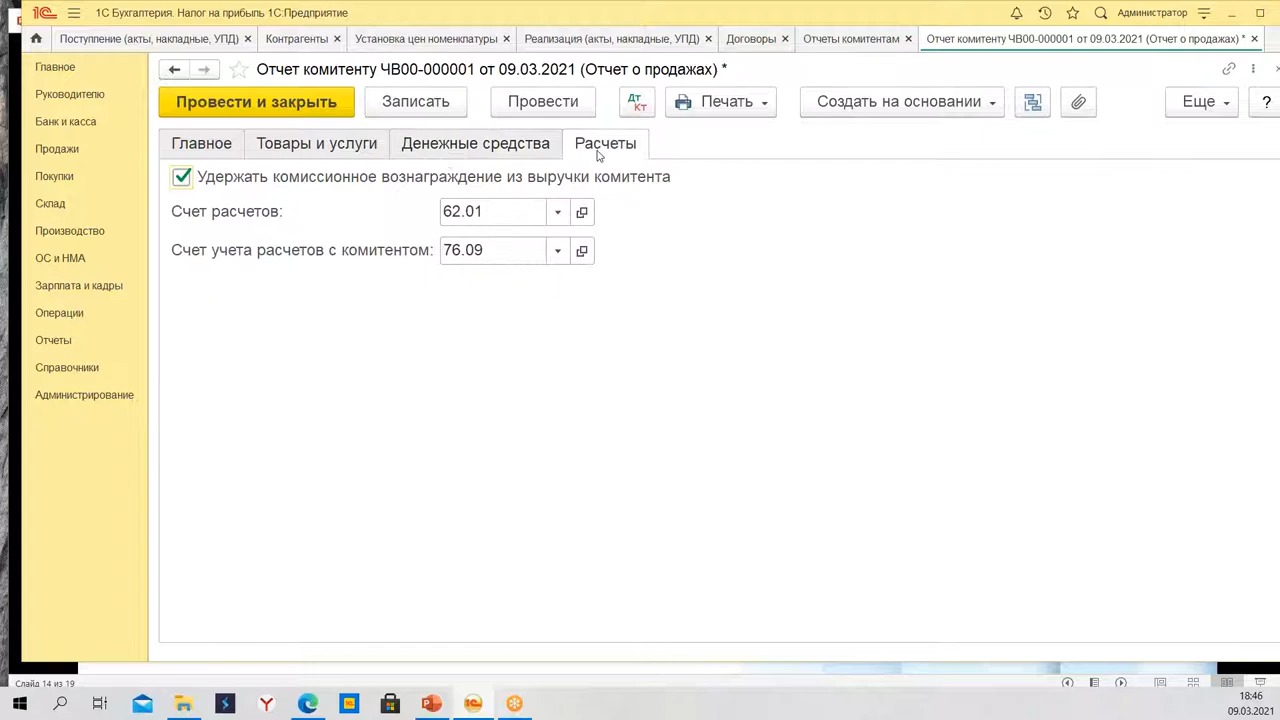 1С Бухгалтерия. Налог на прибыль 1С:Предприятие
Администратор
Поступление (акты, накладные, УПД) ×
Контрагенты ×
Установка цен номенклатуры ×
Реализация (акты, накладные, УПД) ×
Договоры ×
Отчеты комитентам ×
Отчет комитенту ЧВ00-000001 от 09.03.2021 (Отчет о продажах) * ×
Главное
Руководителю
Банк и касса
Продажи
Покупки
Склад
Производство
ОС и НМА
Зарплата и кадры
Операции
Отчеты
Справочники
Администрирование
Отчет комитенту ЧВ00-000001 от 09.03.2021 (Отчет о продажах) *
Провести и закрыть
Записать
Провести
Дт Кт
Печать
Создать на основании
Еще
?
Главное
Товары и услуги
Денежные средства
Расчеты
Удержать комиссионное вознаграждение из выручки комитента
Счет расчетов: 62.01
Счет учета расчетов с комитентом: 76.09
Слайд 14 из 19
18:46
09.03.2021